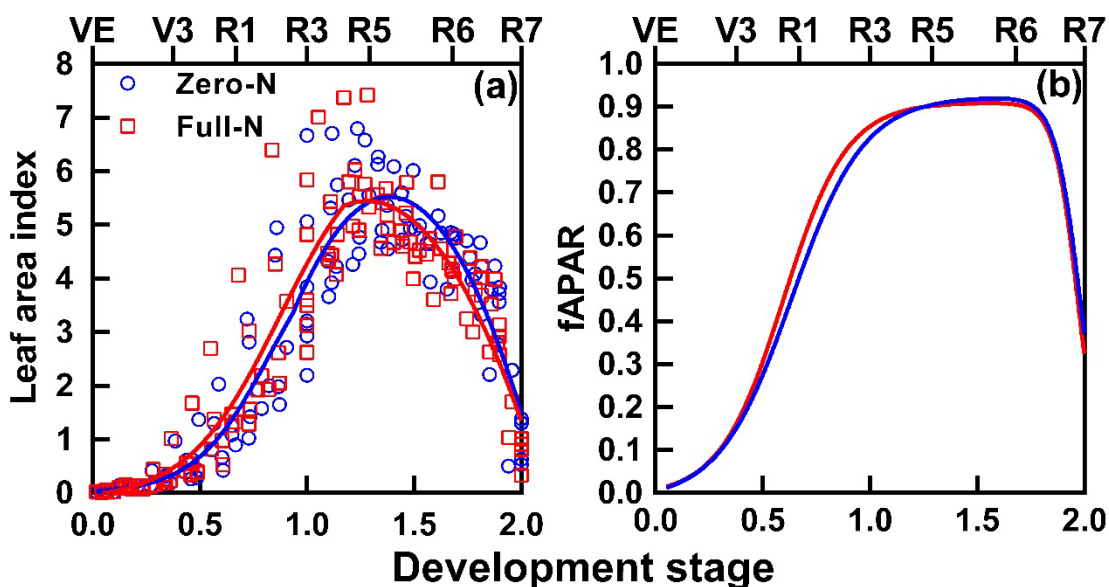 VE V3 R1 R3 R5 R6 R7
VE V3 R1 R3 R5 R6 R7
8
7
6
5
4
3
2
1
0
Leaf area index
Zero-N
Full-N
(a)
0.0 0.5 1.0 1.5 2.0
1.0
0.9
0.8
0.7
0.6
0.5
0.4
0.3
0.2
0.1
0.0
fAPAR
(b)
0.0 0.5 1.0 1.5 2.0
Development stage